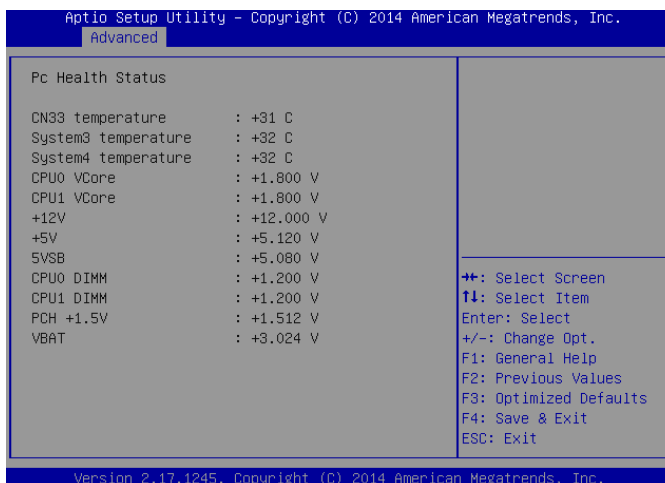 Aptio Setup Utility – Copyright (C) 2014 American Megatrends, Inc.
Advanced
Pc Health Status
CN33 temperature : +31 C
System3 temperature : +32 C
System4 temperature : +32 C
CPU0 VCore : +1.800 V
CPU1 VCore : +1.800 V
+12V : +12.000 V
+5V : +5.120 V
5VSB : +5.080 V
CPU0 DIMM : +1.200 V
CPU1 DIMM : +1.200 V
PCH +1.5V : +1.512 V
VBAT : +3.024 V
→←: Select Screen
↑↓: Select Item
Enter: Select
+/-: Change Opt.
F1: General Help
F2: Previous Values
F3: Optimized Defaults
F4: Save & Exit
ESC: Exit
Version 2.17.1245. Copyright (C) 2014 American Megatrends, Inc.